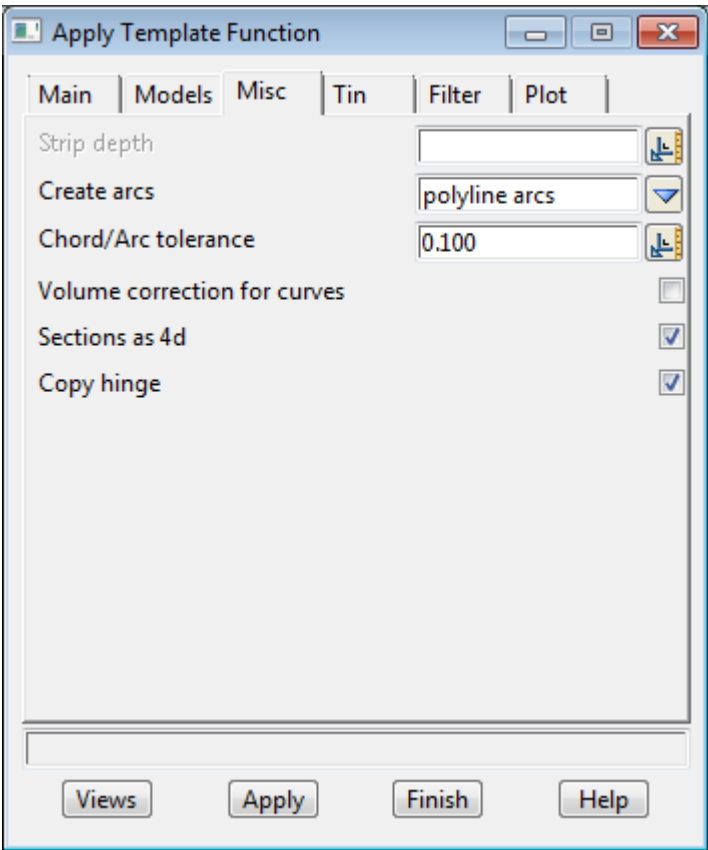 Apply Template Function
Main Models Misc Tin Filter Plot
Strip depth
Create arcs polyline arcs
Chord/Arc tolerance 0.100
Volume correction for curves
Sections as 4d
Copy hinge
Views Apply Finish Help